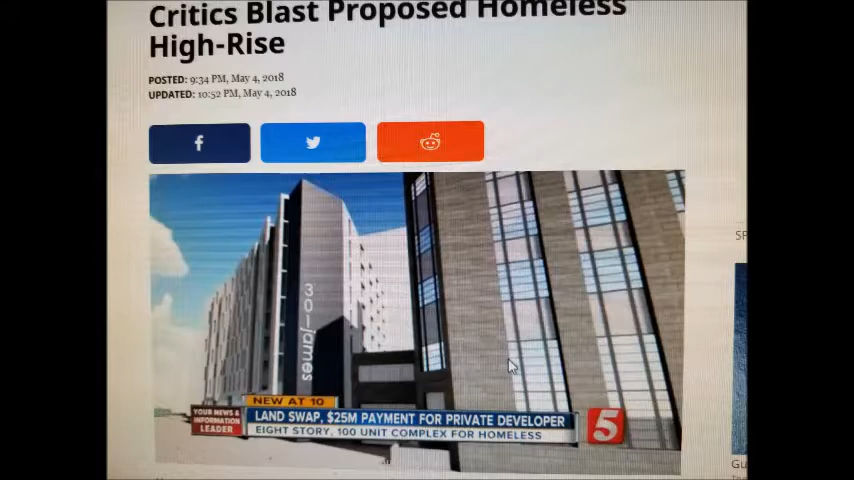 Critics Blast Proposed Homeless
High-Rise
POSTED: 9:34 PM, May 4, 2018
UPDATED: 10:52 PM, May 4, 2018
f
SP
301-james
NEW AT 10
YOUR NEWS &
INFORMATION
LEADER
LAND SWAP, $25M PAYMENT FOR PRIVATE DEVELOPER
EIGHT STORY, 100 UNIT COMPLEX FOR HOMELESS
5
Gu